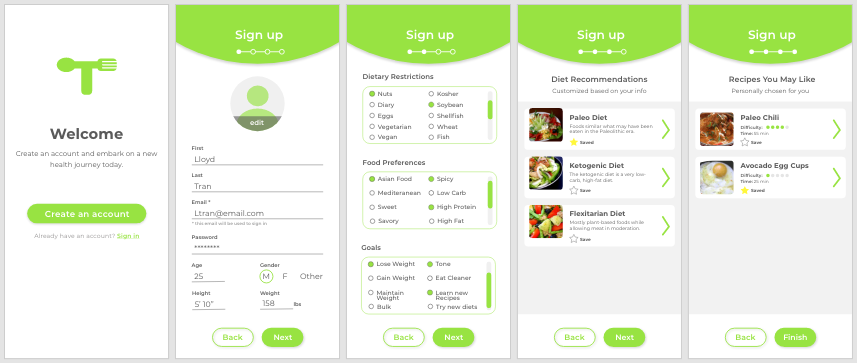 Welcome
Create an account and embark on a new
health journey today.
Create an account
Already have an account? Sign in
Sign up
edit
First
Lloyd
Last
Tran
Email *
Ltran@email.com
* this email will be used to sign in
Password
********
Age
Gender
25
M F Other
Height
Weight
5' 10"
158 lbs
Back Next
Sign up
Dietary Restrictions
Nuts Kosher
Diary Soybean
Eggs Shellfish
Vegetarian Wheat
Vegan Fish
Food Preferences
Asian Food Spicy
Mediterranean Low Carb
Sweet High Protein
Savory High Fat
Goals
Lose Weight Tone
Gain Weight Eat Cleaner
Maintain Learn new
Weight Recipes
Bulk Try new diets
Back Next
Sign up
Diet Recommendations
Customized based on your info
Paleo Diet
Foods similar what may have been
eaten in the Paleolithic era
Saved
Ketogenic Diet
The ketogenic diet is a very low-
carb, high-fat diet.
Save
Flexitarian Diet
Mostly plant-based foods while
allowing meat in moderation.
Save
Back Next
Sign up
Recipes You May Like
Personally chosen for you
Paleo Chili
Difficulty:
Time: 55 min
Save
Avocado Egg Cups
Difficulty:
Time: 25 min
Saved
Back Finish